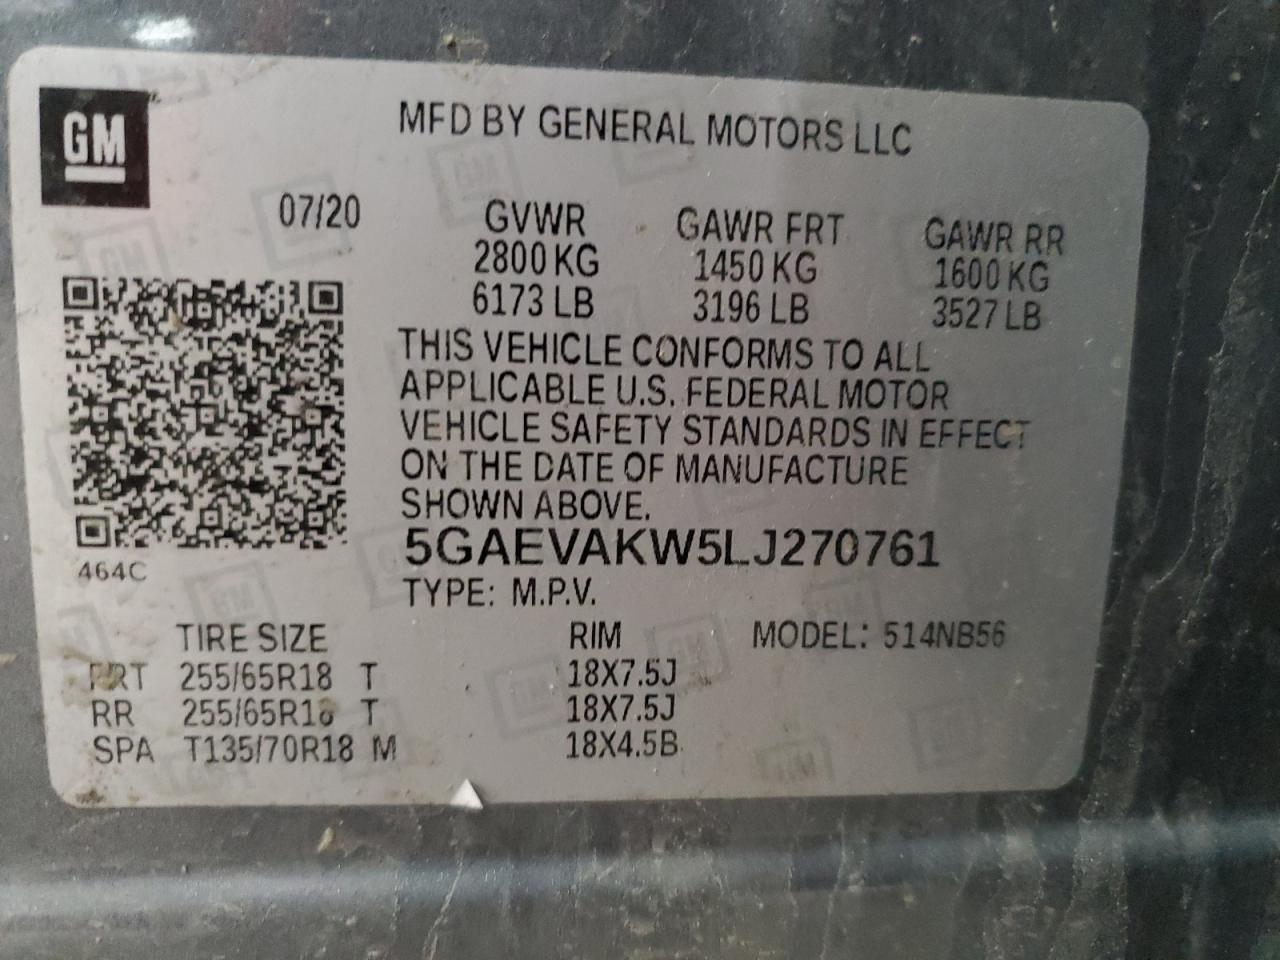 GM
MFD BY GENERAL MOTORS LLC
07/20 GVWR GAWR FRT GAWR RR
2800 KG 1450 KG 1600 KG
6173 LB 3196 LB 3527 LB
THIS VEHICLE CONFORMS TO ALL
APPLICABLE U.S. FEDERAL MOTOR
VEHICLE SAFETY STANDARDS IN EFFECT
ON THE DATE OF MANUFACTURE
SHOWN ABOVE.
5GAEVAKW5LJ270761
464C
TYPE: M.P.V.
TIRE SIZE RIM MODEL: 514NB56
FRT 255/65R18 T 18X7.5J
RR 255/65R18 T 18X7.5J
SPA T135/70R18 M 18X4.5B